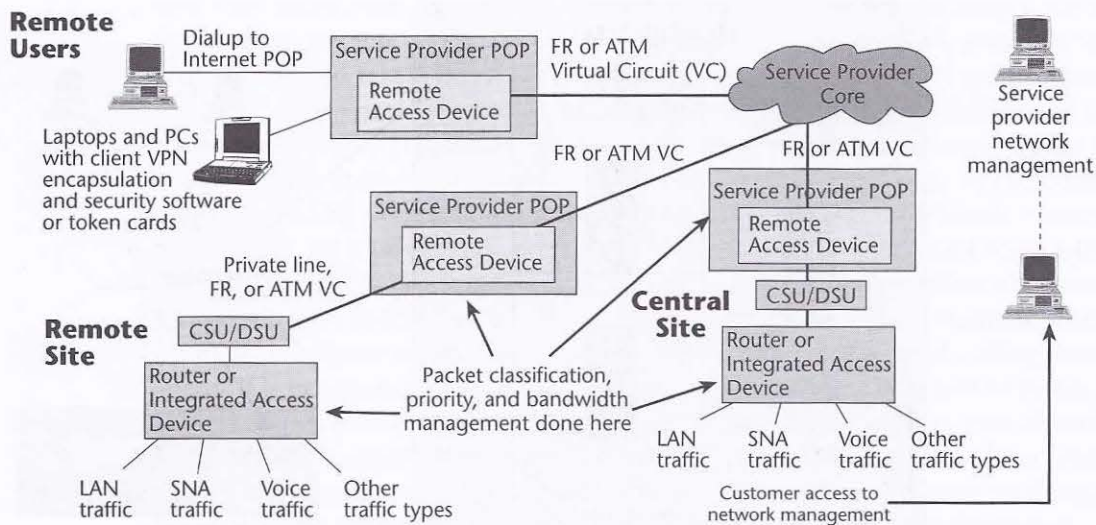 Remote
Users
Dialup to
Internet POP
Service Provider POP
Remote
Access Device
FR or ATM
Virtual Circuit (VC)
Service Provider
Core
Service
provider
network
management
Laptops and PCs
with client VPN
encapsulation
and security software
or token cards
FR or ATM VC
FR or ATM VC
Service Provider POP
Remote
Access Device
Service Provider POP
Remote
Access Device
Private line,
FR, or ATM VC
Remote
Site
CSU/DSU
Router or
Integrated Access
Device
LAN
traffic
SNA
traffic
Voice
traffic
Other
traffic types
Packet classification,
priority, and bandwidth
management done here
Central
Site
CSU/DSU
Router or
Integrated Access
Device
LAN
traffic
SNA
traffic
Voice
traffic
Other
traffic types
Customer access to
network management